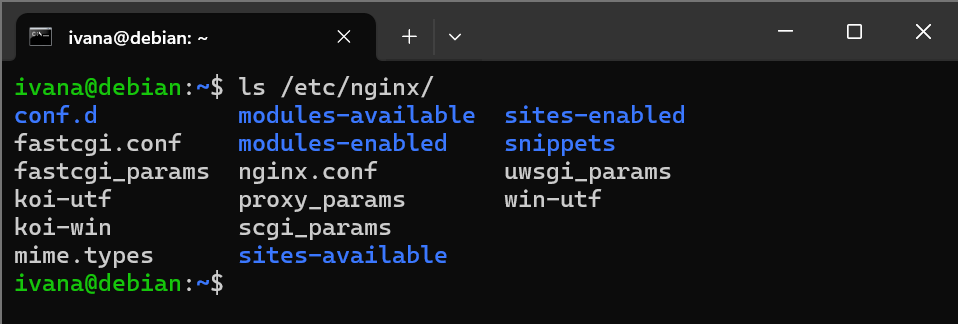 ivana@debian: ~
ivana@debian:~$ ls /etc/nginx/
conf.d modules-available sites-enabled
fastcgi.conf modules-enabled snippets
fastcgi_params nginx.conf uwsgi_params
koi-utf proxy_params win-utf
koi-win scgi_params
mime.types sites-available
ivana@debian:~$